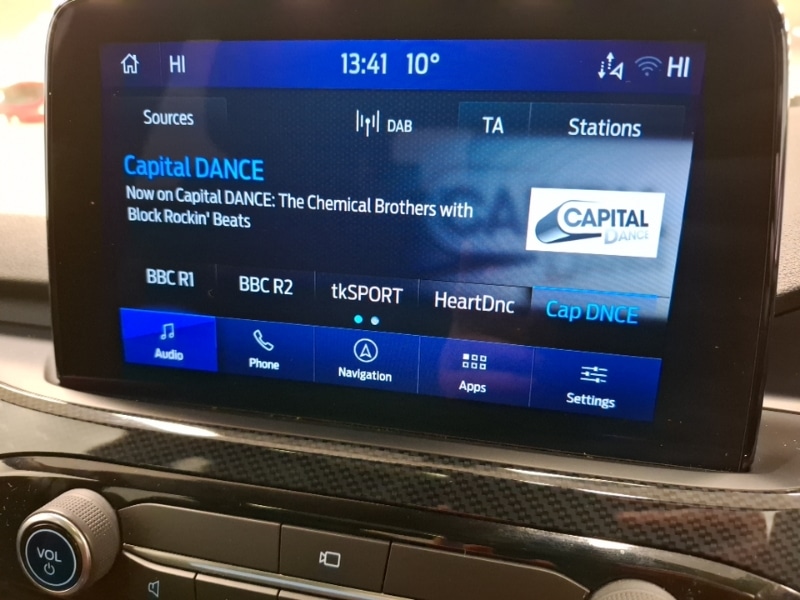 HI 13:41 10° HI
Sources DAB TA Stations
Capital DANCE
Now on Capital DANCE: The Chemical Brothers with
Block Rockin' Beats
CAPITAL
DANCE
BBC R1 BBC R2 tkSPORT HeartDnc Cap DNCE
Audio Phone Navigation Apps Settings
VOL